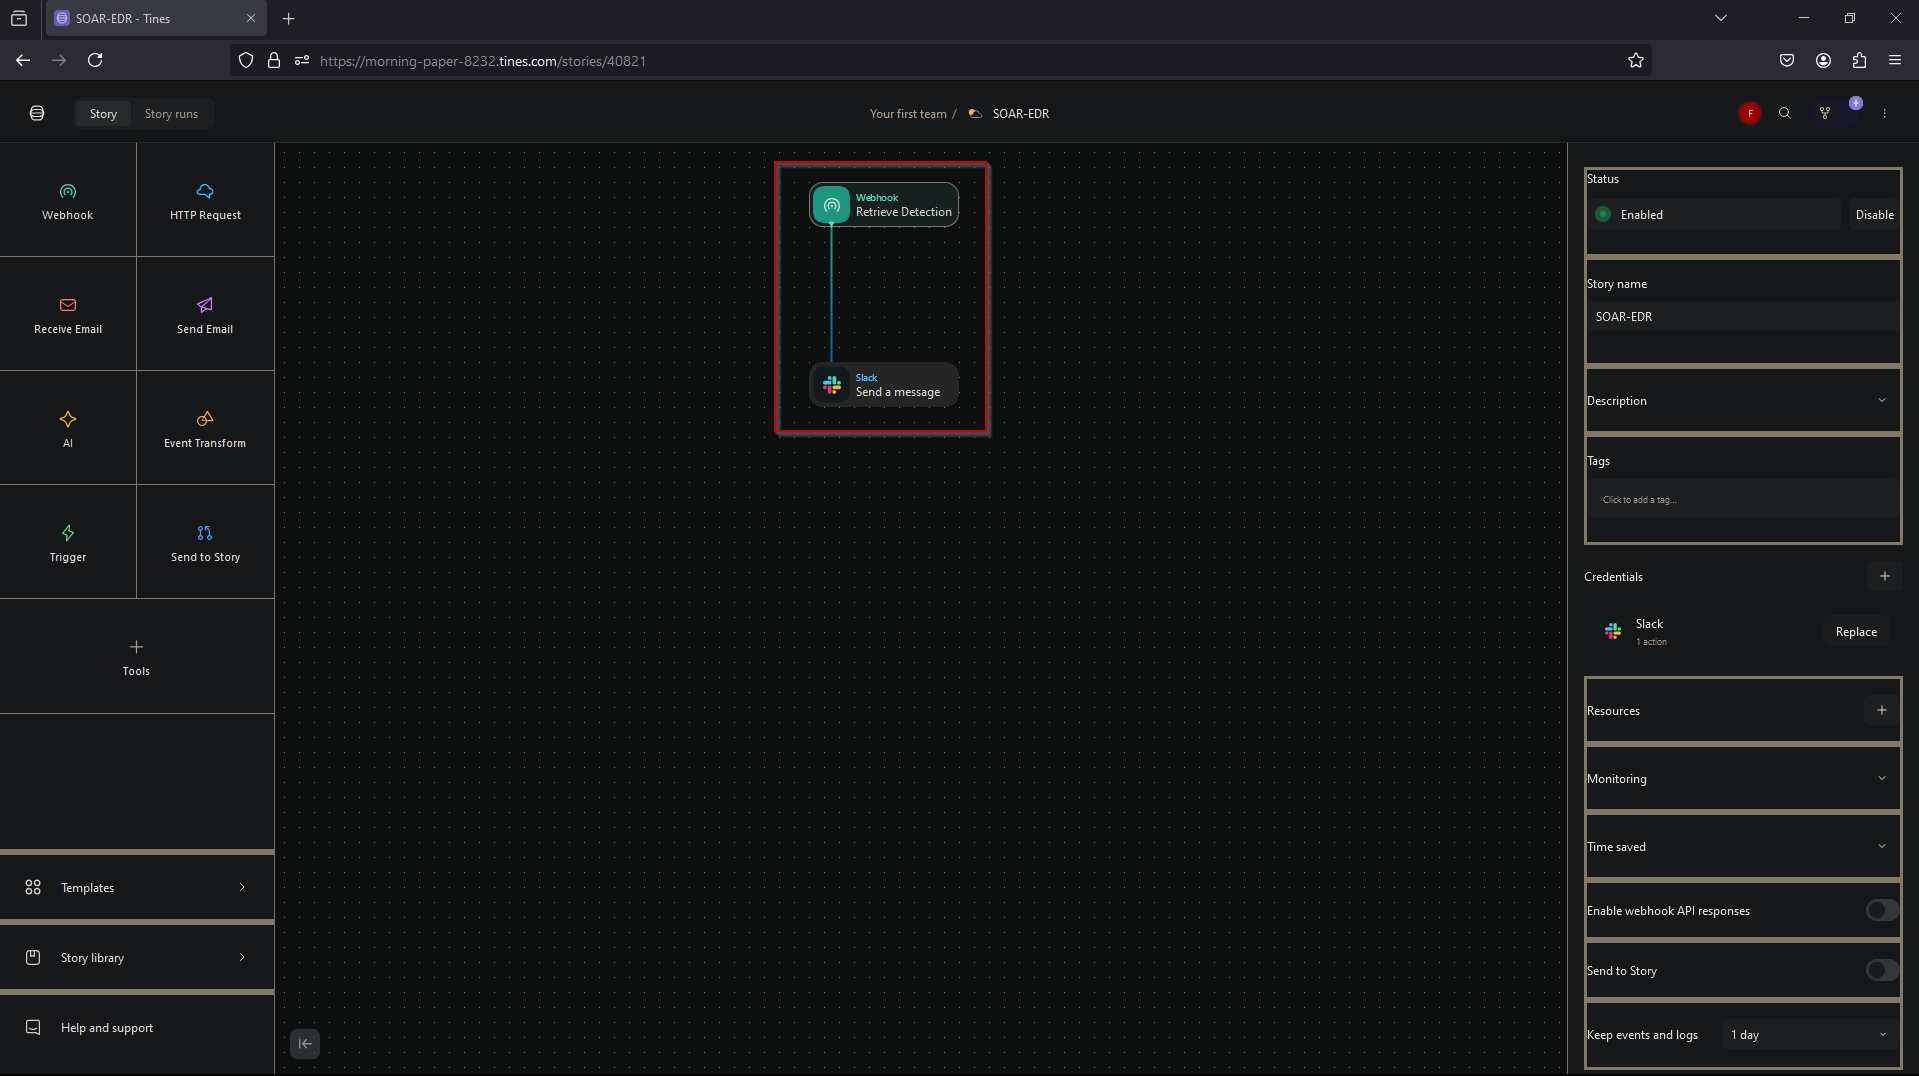 SOAR-EDR - Tines
https://morning-paper-8232.tines.com/stories/40821
Story
Story runs
Your first team /
SOAR-EDR
F
Webhook
HTTP Request
Receive Email
Send Email
AI
Event Transform
Trigger
Send to Story
Tools
Templates
Story library
Help and support
Webhook
Retrieve Detection
Slack
Send a message
Status
Enabled
Disable
Story name
SOAR-EDR
Description
Tags
Click to add a tag...
Credentials
Slack
1 action
Replace
Resources
Monitoring
Time saved
Enable webhook API responses
Send to Story
Keep events and logs
1 day